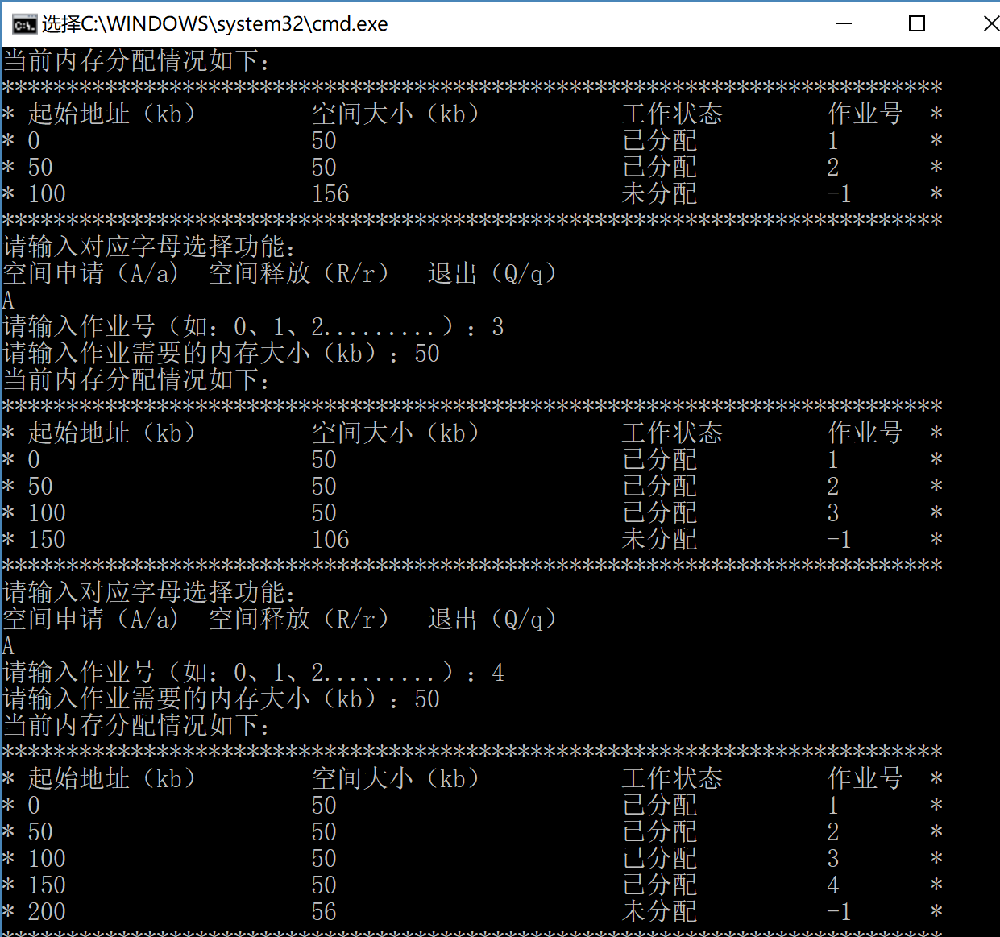 选择C:\WINDOWS\system32\cmd.exe
当前内存分配情况如下：
*************************************************************************
* 起始地址（kb） 空间大小（kb） 工作状态 作业号 *
* 0 50 已分配 1 *
* 50 50 已分配 2 *
* 100 156 未分配 -1 *
*************************************************************************
请输入对应字母选择功能：
空间申请（A/a） 空间释放（R/r） 退出（Q/q）
A
请输入作业号（如：0、1、2.........）：3
请输入作业需要的内存大小（kb）：50
当前内存分配情况如下：
*************************************************************************
* 起始地址（kb） 空间大小（kb） 工作状态 作业号 *
* 0 50 已分配 1 *
* 50 50 已分配 2 *
* 100 50 已分配 3 *
* 150 106 未分配 -1 *
*************************************************************************
请输入对应字母选择功能：
空间申请（A/a） 空间释放（R/r） 退出（Q/q）
A
请输入作业号（如：0、1、2.........）：4
请输入作业需要的内存大小（kb）：50
当前内存分配情况如下：
*************************************************************************
* 起始地址（kb） 空间大小（kb） 工作状态 作业号 *
* 0 50 已分配 1 *
* 50 50 已分配 2 *
* 100 50 已分配 3 *
* 150 50 已分配 4 *
* 200 56 未分配 -1 *
*************************************************************************